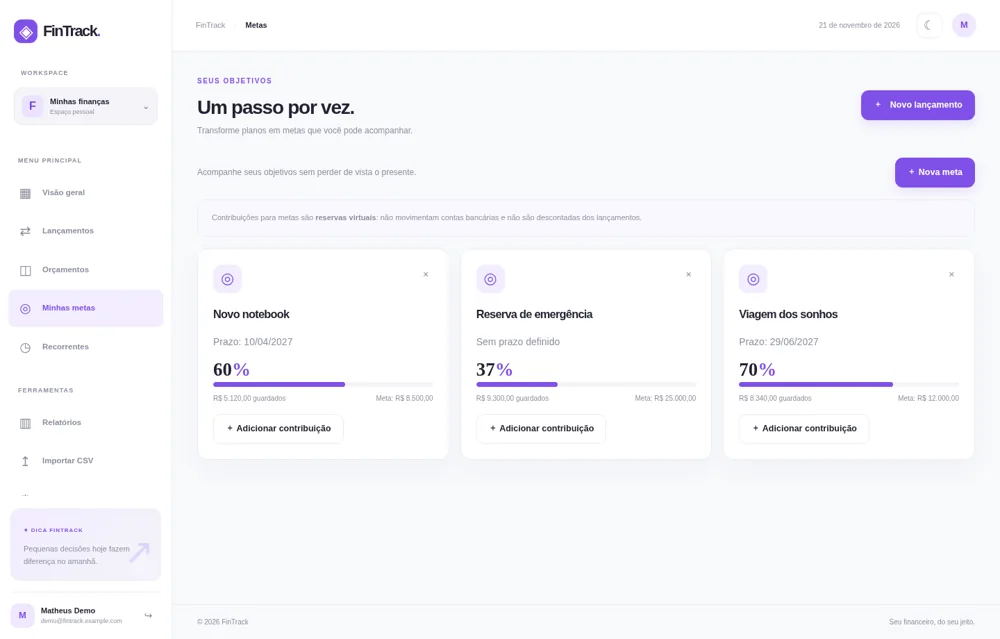 FinTrack.
WORKSPACE
F
Minhas finanças
Espaço pessoal
MENU PRINCIPAL
Visão geral
Lançamentos
Orçamentos
Minhas metas
Recorrentes
FERRAMENTAS
Relatórios
Importar CSV
✦ DICA FINTRACK
Pequenas decisões hoje fazem
diferença no amanhã.
M
Matheus Demo
demo@fintrack.example.com
FinTrack
Metas
21 de novembro de 2026
M
SEUS OBJETIVOS
Um passo por vez.
Transforme planos em metas que você pode acompanhar.
+ Novo lançamento
Acompanhe seus objetivos sem perder de vista o presente.
+ Nova meta
Contribuições para metas são reservas virtuais: não movimentam contas bancárias e não são descontadas dos lançamentos.
×
Novo notebook
Prazo: 10/04/2027
60%
R$ 5.120,00 guardados
Meta: R$ 8.500,00
+ Adicionar contribuição
×
Reserva de emergência
Sem prazo definido
37%
R$ 9.300,00 guardados
Meta: R$ 25.000,00
+ Adicionar contribuição
×
Viagem dos sonhos
Prazo: 29/06/2027
70%
R$ 8.340,00 guardados
Meta: R$ 12.000,00
+ Adicionar contribuição
© 2026 FinTrack
Seu financeiro, do seu jeito.